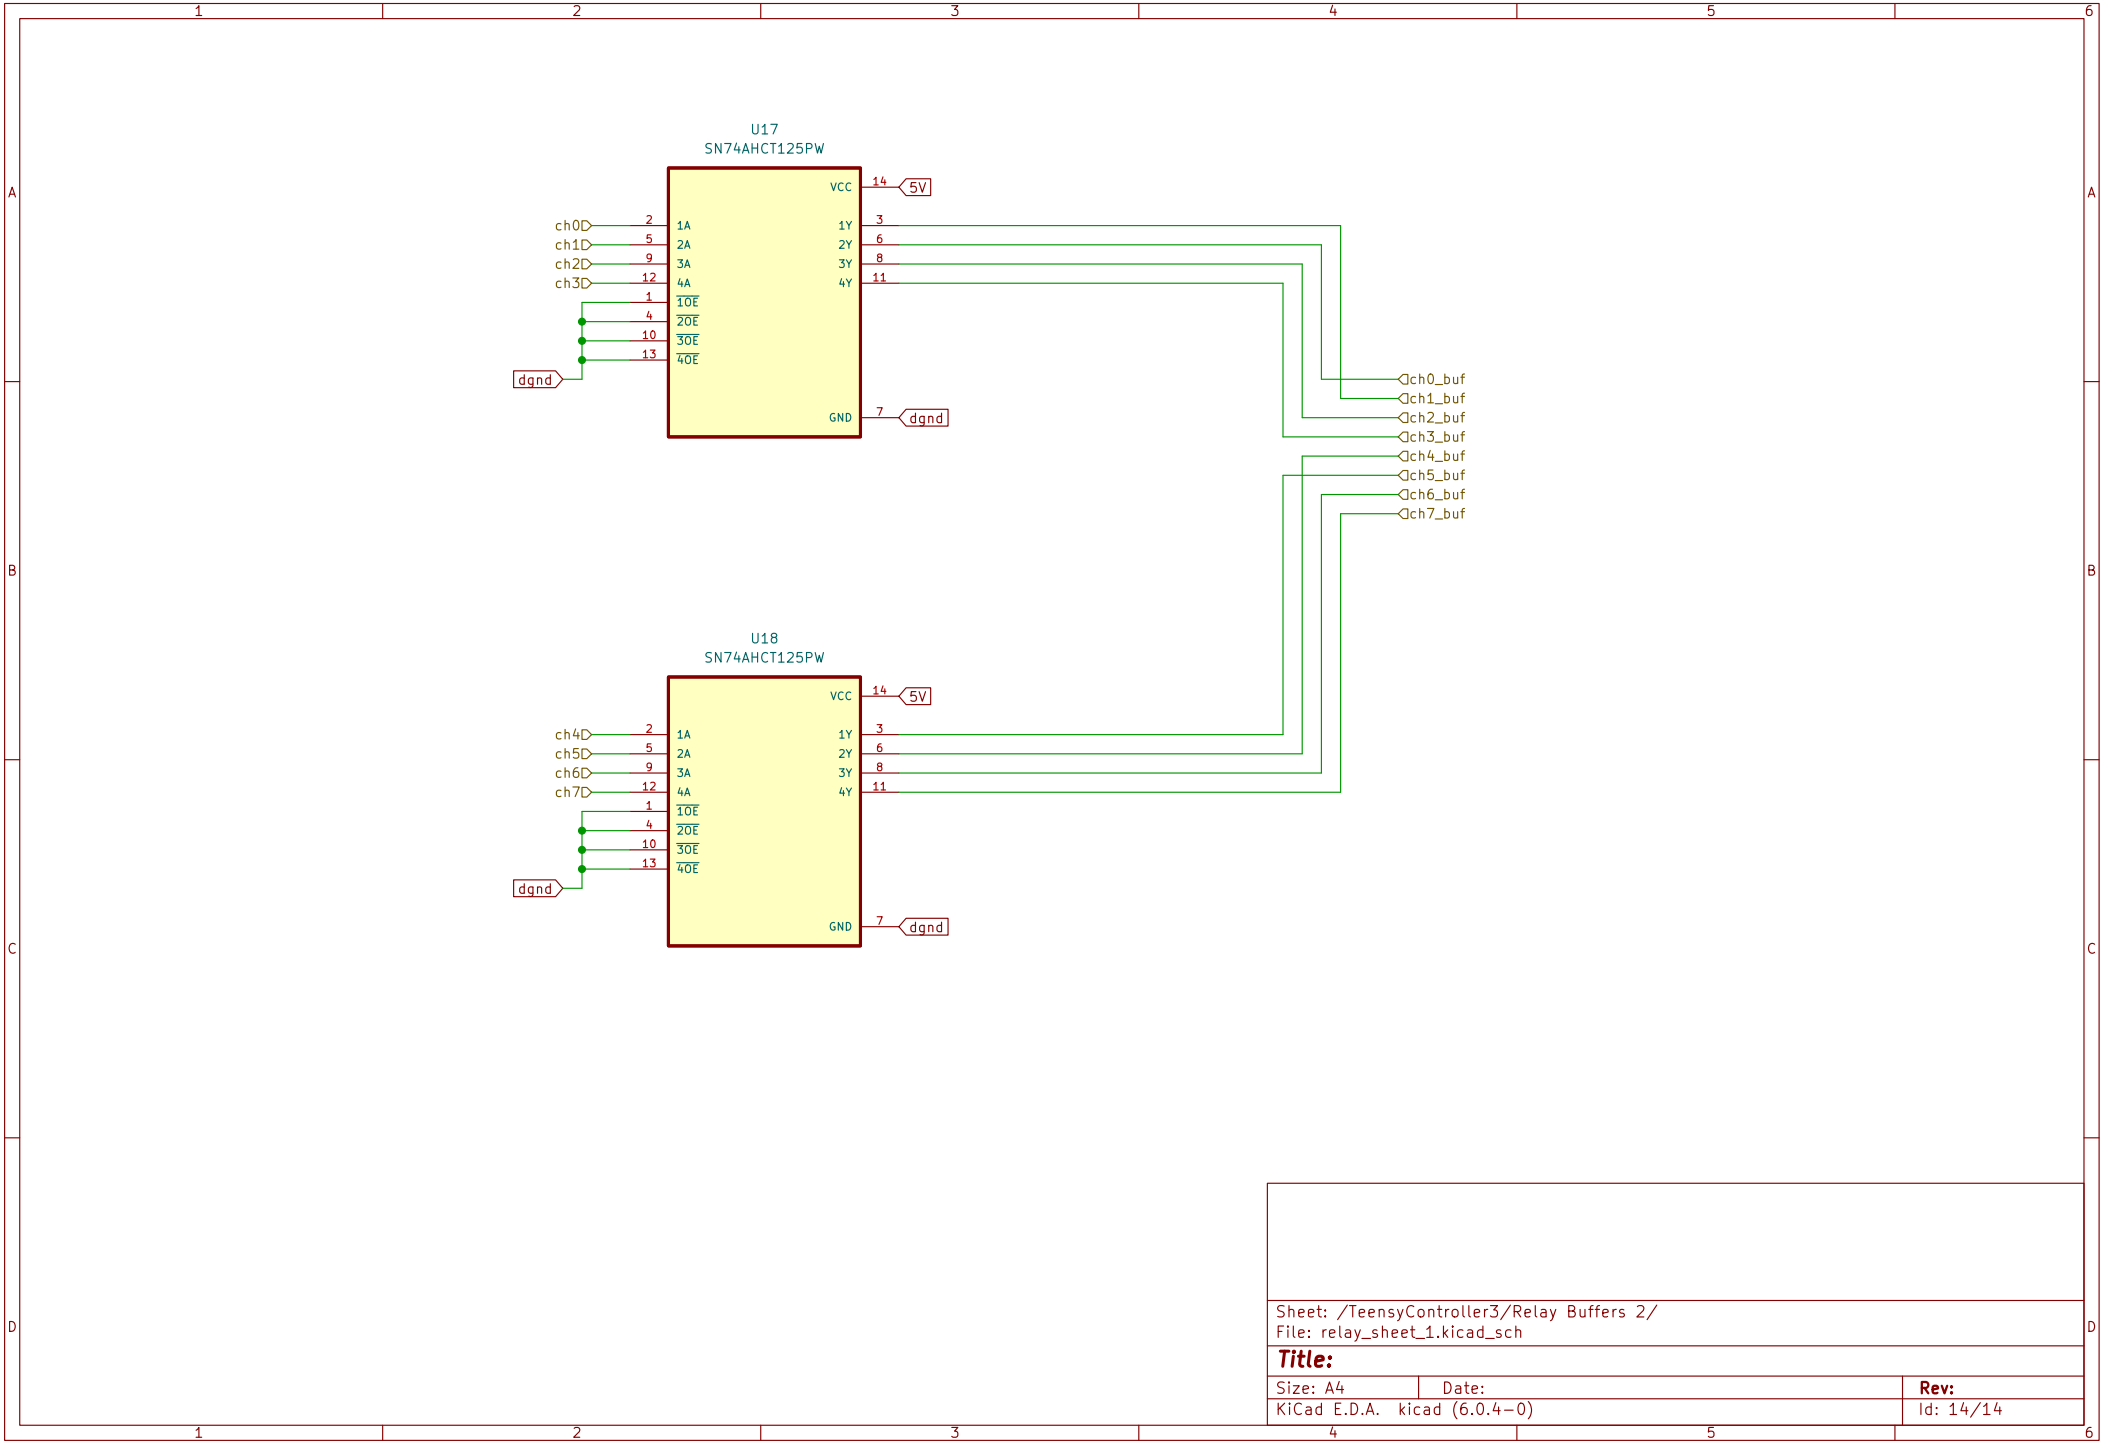 1 2 3 4 5 6
A A
B B
C C
D D
U17
SN74AHCT125PW
VCC 14 5V
ch0 2 1A 1Y 3
ch1 5 2A 2Y 6
ch2 9 3A 3Y 8
ch3 12 4A 4Y 11
1 1OE
4 2OE
10 3OE
13 4OE
dgnd
GND 7 dgnd
ch0_buf
ch1_buf
ch2_buf
ch3_buf
ch4_buf
ch5_buf
ch6_buf
ch7_buf
U18
SN74AHCT125PW
VCC 14 5V
ch4 2 1A 1Y 3
ch5 5 2A 2Y 6
ch6 9 3A 3Y 8
ch7 12 4A 4Y 11
1 1OE
4 2OE
10 3OE
13 4OE
dgnd
GND 7 dgnd
Sheet: /TeensyController3/Relay Buffers 2/
File: relay_sheet_1.kicad_sch
Title:
Size: A4 Date: Rev:
KiCad E.D.A. kicad (6.0.4-0) Id: 14/14
1 2 3 4 5 6